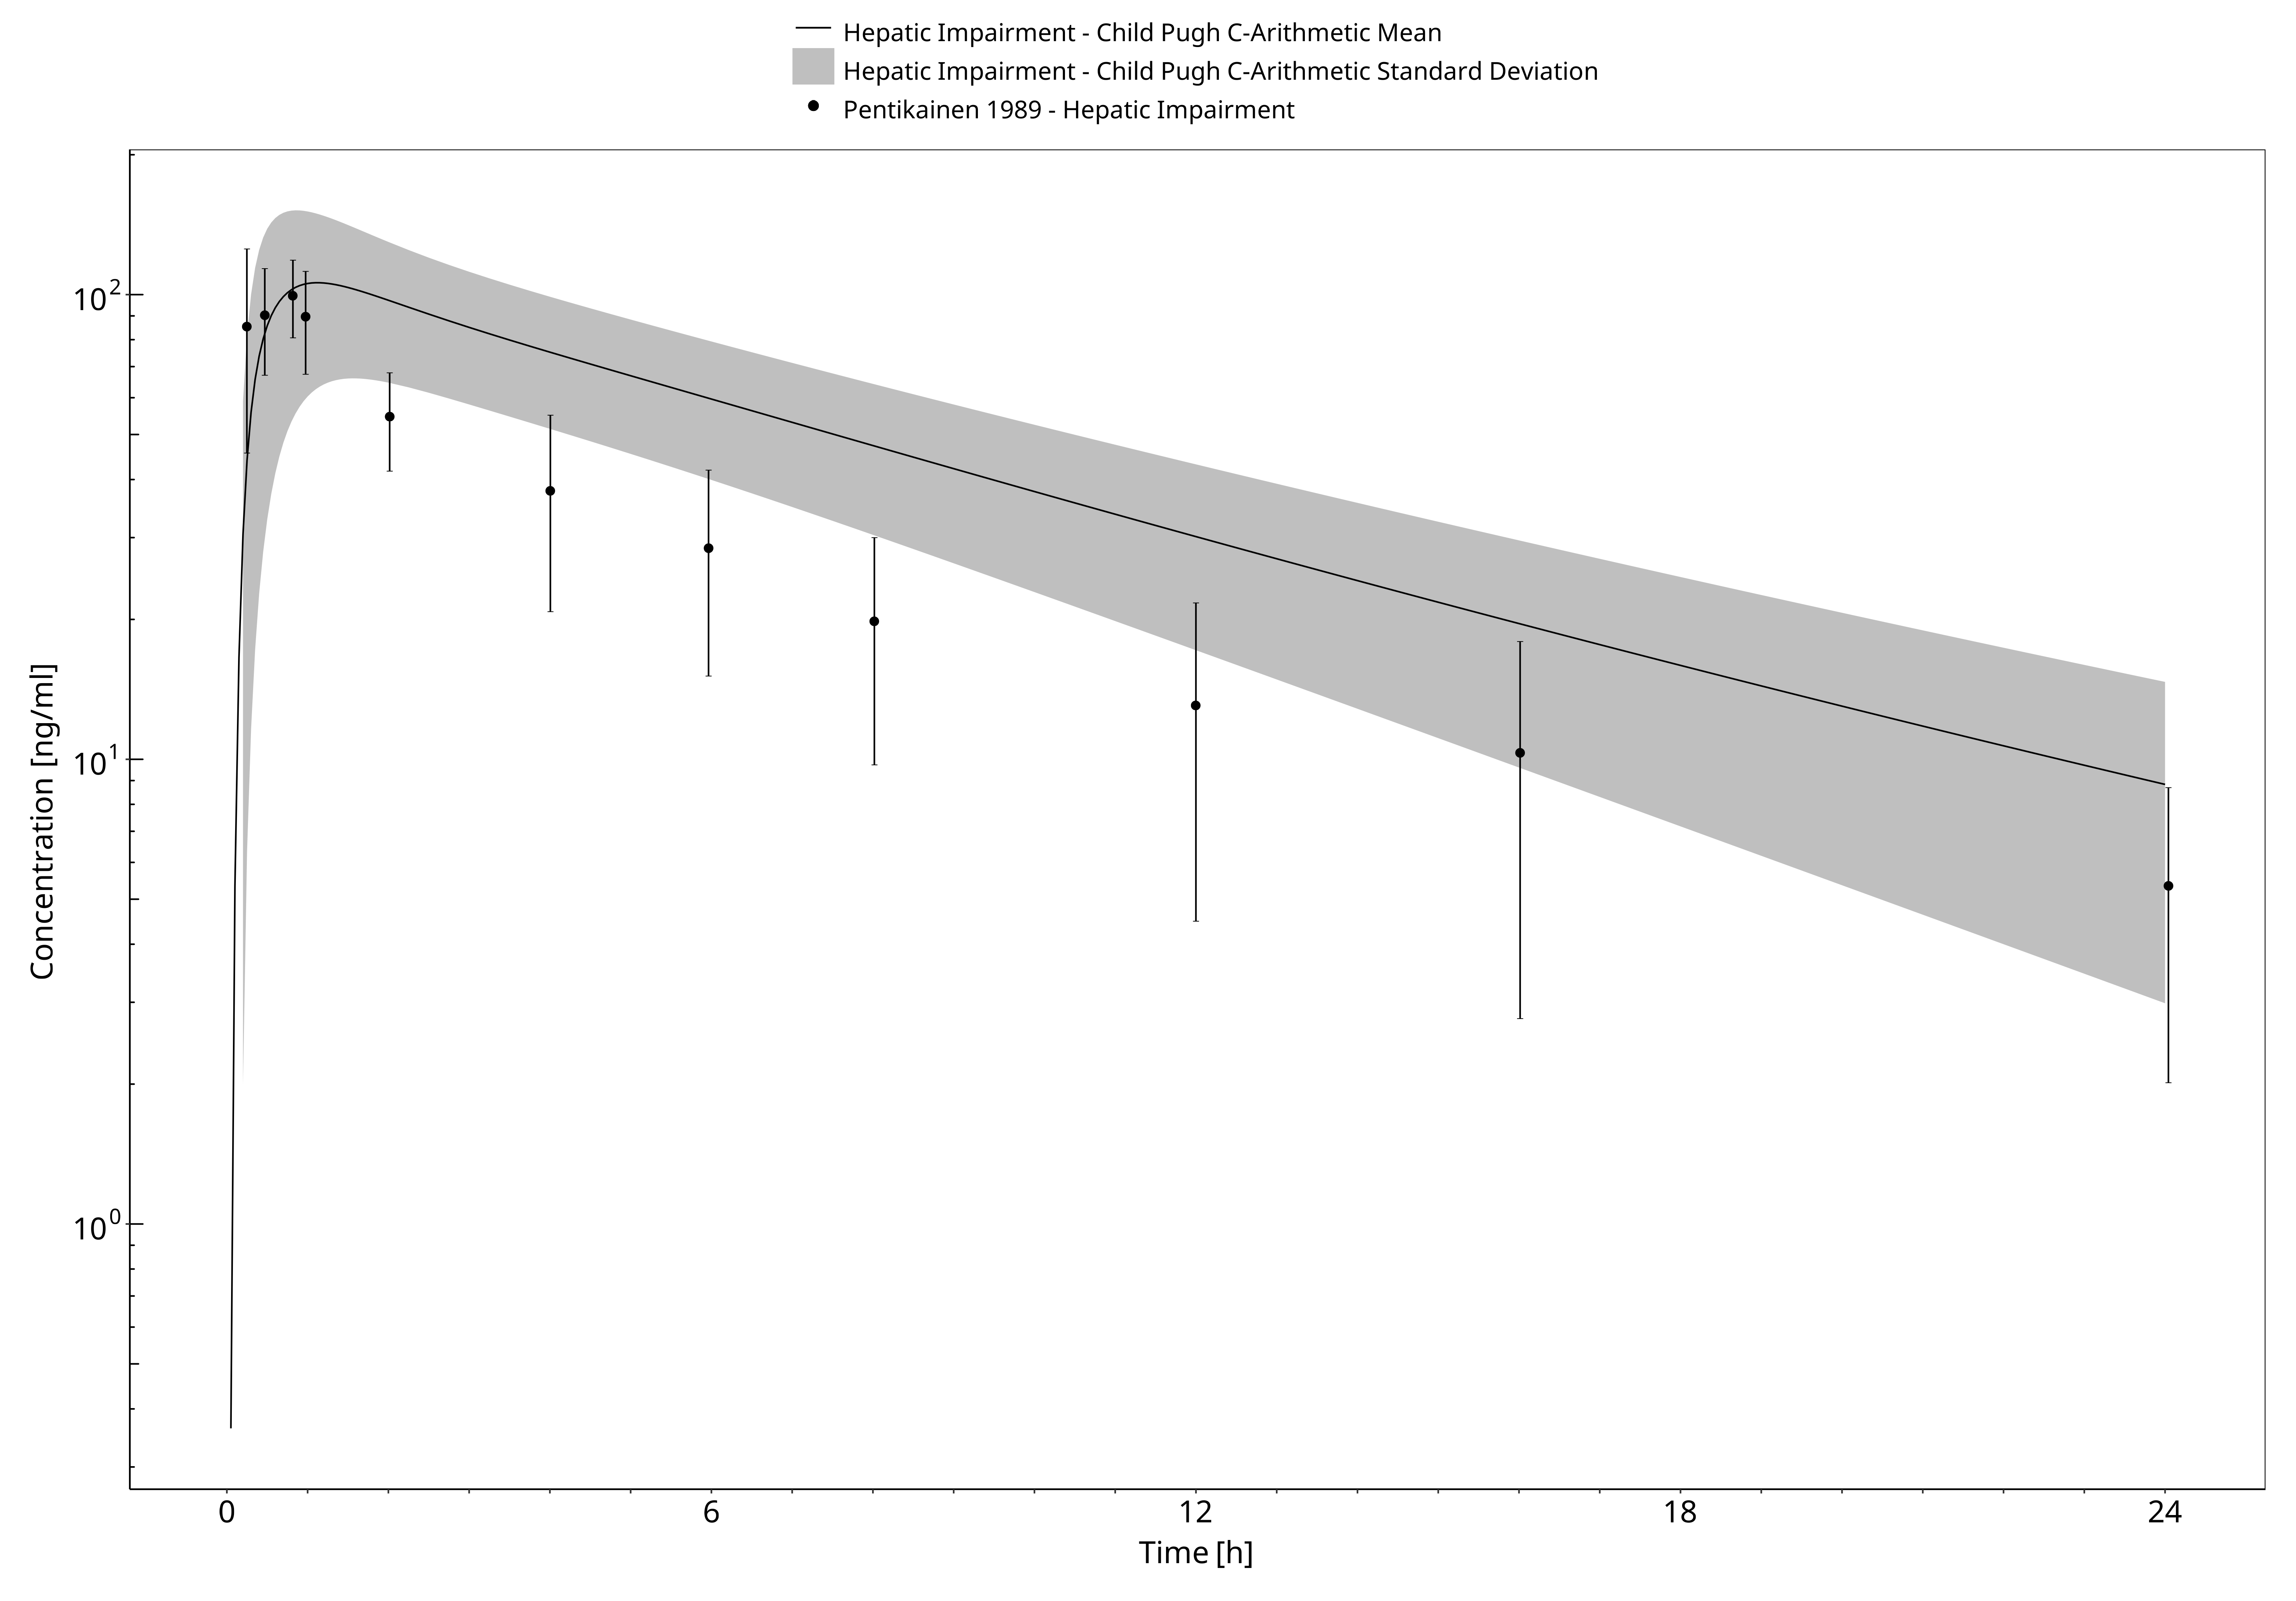 Hepatic Impairment - Child Pugh C-Arithmetic Mean
Hepatic Impairment - Child Pugh C-Arithmetic Standard Deviation
Pentikainen 1989 - Hepatic Impairment
10²
10¹
10⁰
Concentration [ng/ml]
0 6 12 18 24
Time [h]